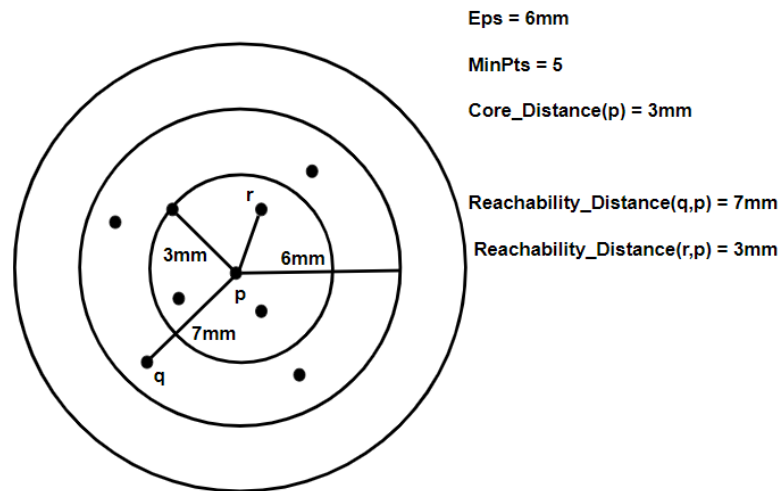 Eps = 6mm
MinPts = 5
Core_Distance(p) = 3mm
Reachability_Distance(q,p) = 7mm
Reachability_Distance(r,p) = 3mm
r
3mm
6mm
p
7mm
q